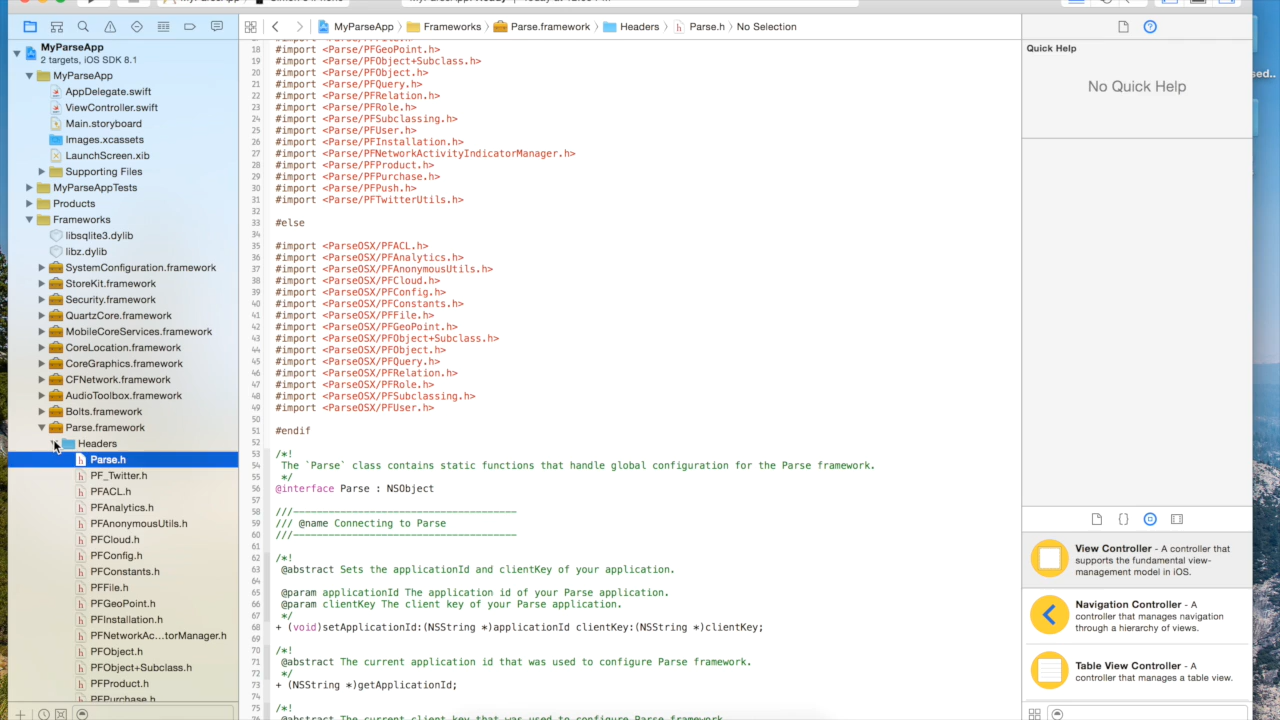 MyParseApp
Frameworks
Parse.framework
Headers
Parse.h
No Selection
MyParseApp
2 targets, iOS SDK 8.1
MyParseApp
AppDelegate.swift
ViewController.swift
Main.storyboard
Images.xcassets
LaunchScreen.xib
Supporting Files
MyParseAppTests
Products
Frameworks
libsqlite3.dylib
libz.dylib
SystemConfiguration.framework
StoreKit.framework
Security.framework
QuartzCore.framework
MobileCoreServices.framework
CoreLocation.framework
CoreGraphics.framework
CFNetwork.framework
AudioToolbox.framework
Bolts.framework
Parse.framework
Headers
Parse.h
PF_Twitter.h
PFACL.h
PFAnalytics.h
PFAnonymousUtils.h
PFCloud.h
PFConfig.h
PFConstants.h
PFFile.h
PFGeoPoint.h
PFInstallation.h
PFNetworkAc...torManager.h
PFObject.h
PFObject+Subclass.h
PFProduct.h
PFPurchase.h
18 #import <Parse/PFGeoPoint.h>
19 #import <Parse/PFObject+Subclass.h>
20 #import <Parse/PFObject.h>
21 #import <Parse/PFQuery.h>
22 #import <Parse/PFRelation.h>
23 #import <Parse/PFRole.h>
24 #import <Parse/PFSubclassing.h>
25 #import <Parse/PFUser.h>
26 #import <Parse/PFInstallation.h>
27 #import <Parse/PFNetworkActivityIndicatorManager.h>
28 #import <Parse/PFProduct.h>
29 #import <Parse/PFPurchase.h>
30 #import <Parse/PFPush.h>
31 #import <Parse/PFTwitterUtils.h>
32
33 #else
34
35 #import <ParseOSX/PFACL.h>
36 #import <ParseOSX/PFAnalytics.h>
37 #import <ParseOSX/PFAnonymousUtils.h>
38 #import <ParseOSX/PFCloud.h>
39 #import <ParseOSX/PFConfig.h>
40 #import <ParseOSX/PFConstants.h>
41 #import <ParseOSX/PFFile.h>
42 #import <ParseOSX/PFGeoPoint.h>
43 #import <ParseOSX/PFObject+Subclass.h>
44 #import <ParseOSX/PFObject.h>
45 #import <ParseOSX/PFQuery.h>
46 #import <ParseOSX/PFRelation.h>
47 #import <ParseOSX/PFRole.h>
48 #import <ParseOSX/PFSubclassing.h>
49 #import <ParseOSX/PFUser.h>
50
51 #endif
52
53 /*!
54 The `Parse` class contains static functions that handle global configuration for the Parse framework.
55 */
56 @interface Parse : NSObject
57
58 ///--------------------------------------
59 /// @name Connecting to Parse
60 ///--------------------------------------
61
62 /*!
63 @abstract Sets the applicationId and clientKey of your application.
64
65 @param applicationId The application id of your Parse application.
66 @param clientKey The client key of your Parse application.
67 */
68 + (void)setApplicationId:(NSString *)applicationId clientKey:(NSString *)clientKey;
69
70 /*!
71 @abstract The current application id that was used to configure Parse framework.
72 */
73 + (NSString *)getApplicationId;
74
75 /*!
76 @abstract The current client key that was used to configure Parse framework.
Quick Help
No Quick Help
View Controller - A controller that
supports the fundamental view-
management model in iOS.
Navigation Controller - A
controller that manages navigation
through a hierarchy of views.
Table View Controller - A
controller that manages a table view.
sed..